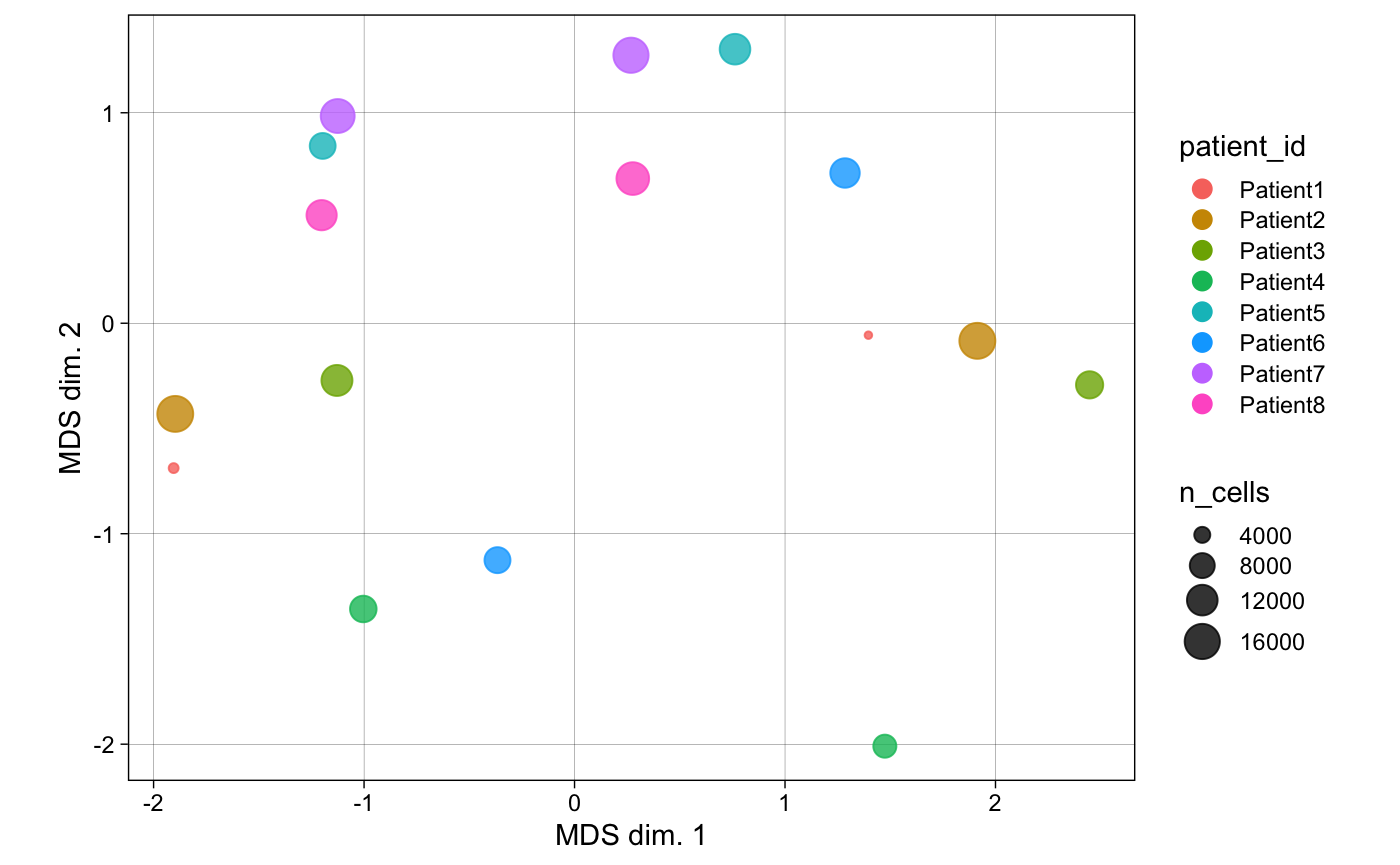 1
0
-1
-2
MDS dim. 2
-2
-1
0
1
2
MDS dim. 1
patient_id
Patient1
Patient2
Patient3
Patient4
Patient5
Patient6
Patient7
Patient8
n_cells
4000
8000
12000
16000